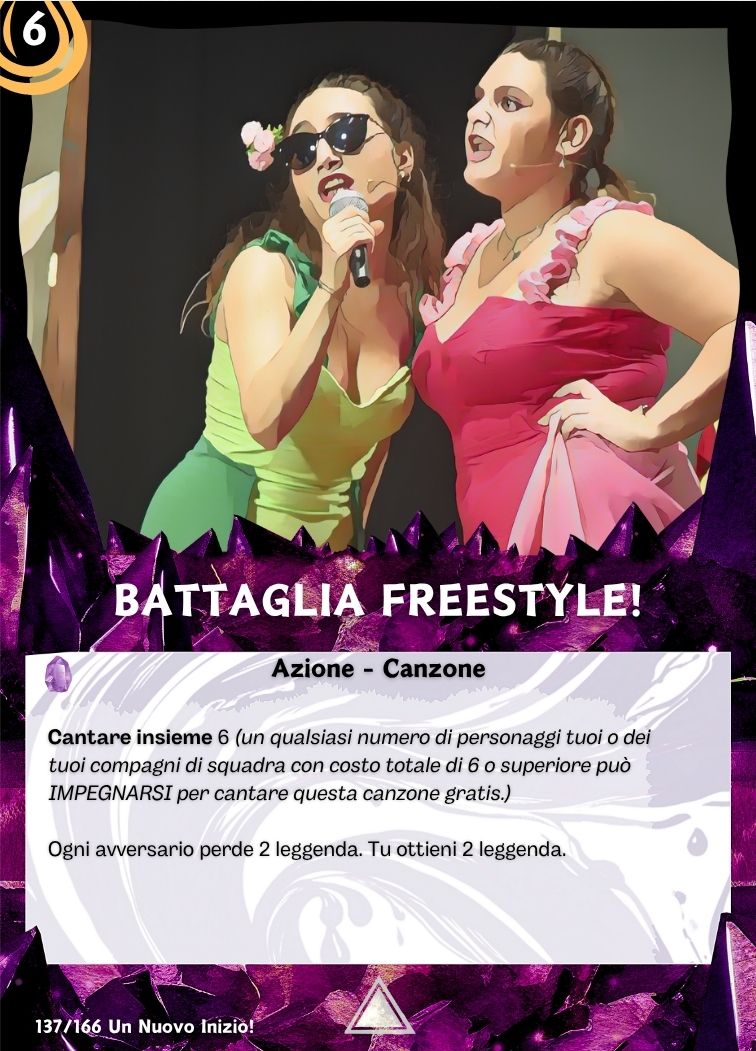 6
BATTAGLIA FREESTYLE!
Azione - Canzone
Cantare insieme 6 (un qualsiasi numero di personaggi tuoi o dei
tuoi compagni di squadra con costo totale di 6 o superiore può
IMPEGNARSI per cantare questa canzone gratis.)
Ogni avversario perde 2 leggenda. Tu ottieni 2 leggenda.
137/166 Un Nuovo Inizio!